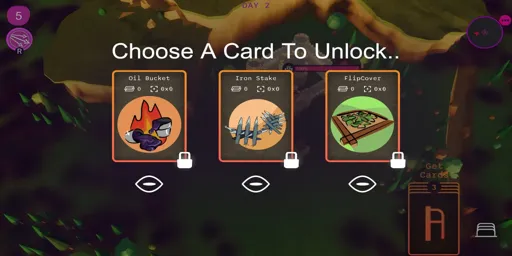 DAY 2
5
R
Choose A Card To Unlock..
Oil Bucket
0 0x0
Iron Stake
0 0x0
FlipCover
0 0x0
Get
Cards
3